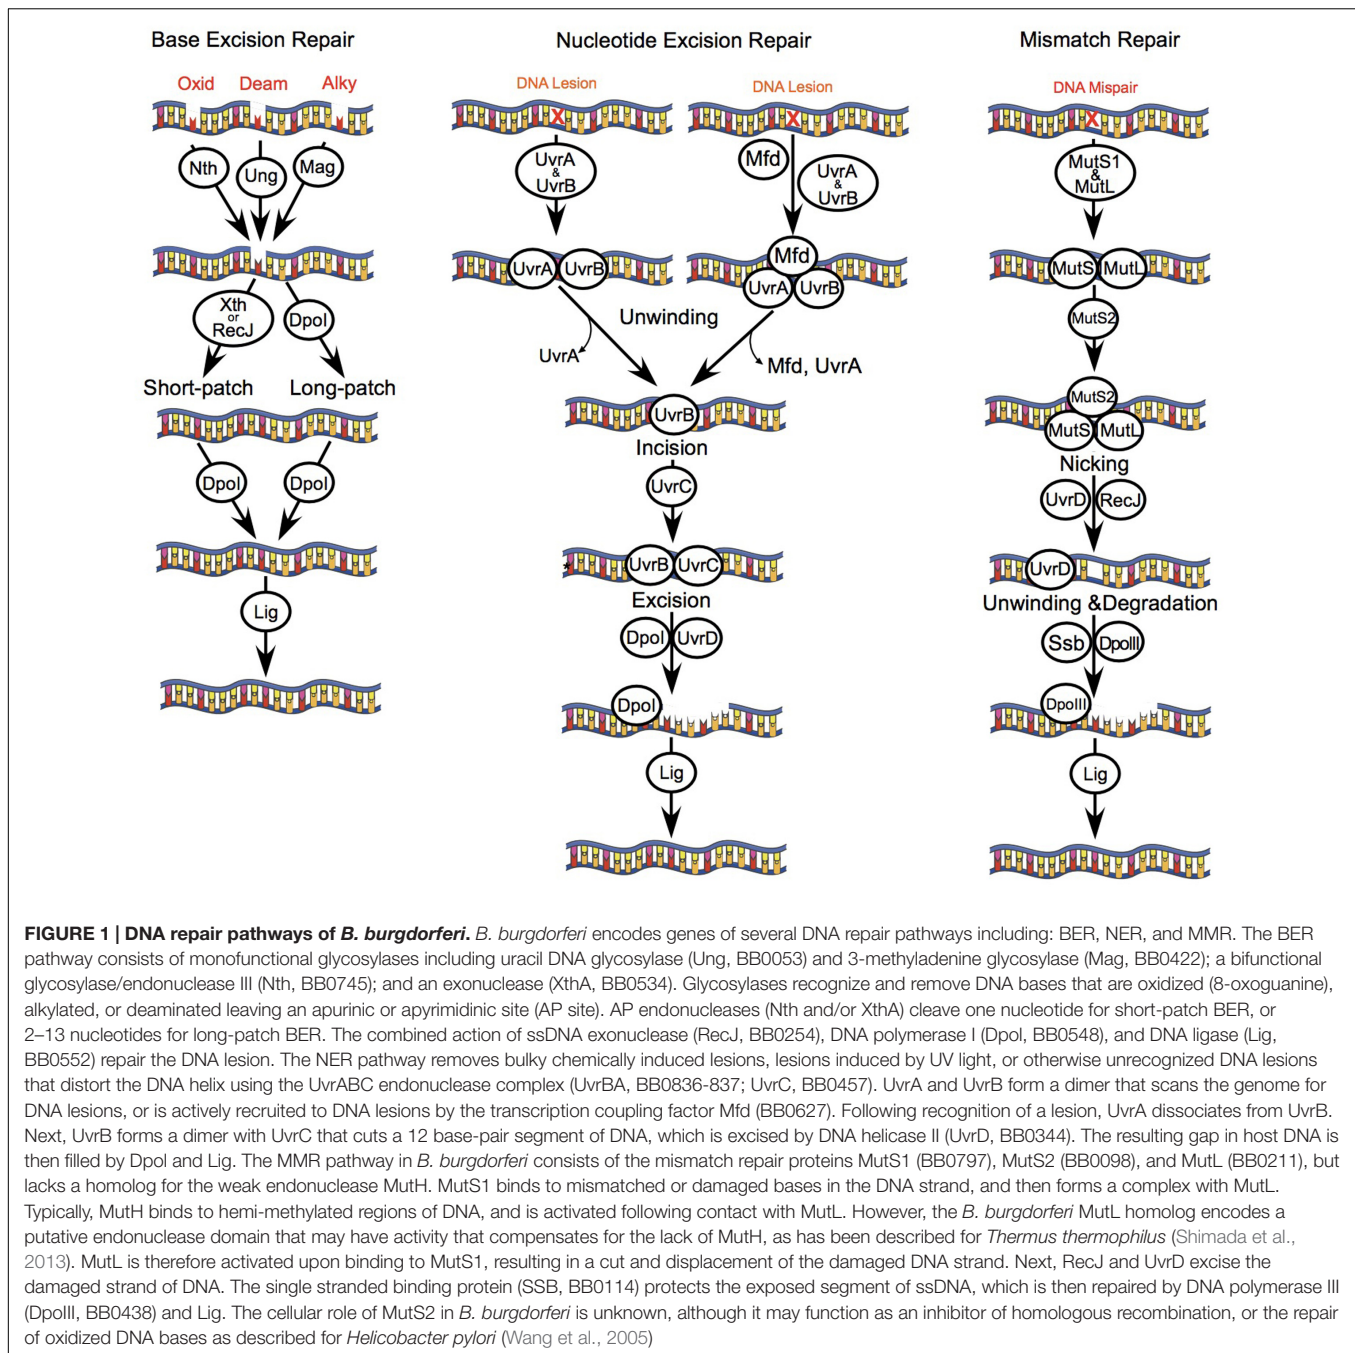 Base Excision Repair
Oxid Deam Alky
Nth
Ung
Mag
Xth
or
RecJ
DpoI
Short-patch Long-patch
DpoI DpoI
Lig
Nucleotide Excision Repair
DNA Lesion DNA Lesion
X X
UvrA
&
UvrB
Mfd
UvrA
&
UvrB
UvrA UvrB
Mfd
UvrA UvrB
Unwinding
UvrA
Mfd, UvrA
UvrB
Incision
UvrC
*
UvrB UvrC
Excision
DpoI UvrD
DpoI
Lig
Mismatch Repair
DNA Mispair
X
MutS1
&
MutL
MutS MutL
MutS2
MutS2
MutS MutL
Nicking
UvrD RecJ
UvrD
Unwinding &Degradation
Ssb DpoIII
DpoIII
Lig
FIGURE 1 | DNA repair pathways of B. burgdorferi. B. burgdorferi encodes genes of several DNA repair pathways including: BER, NER, and MMR. The BER
pathway consists of monofunctional glycosylases including uracil DNA glycosylase (Ung, BB0053) and 3-methyladenine glycosylase (Mag, BB0422); a bifunctional
glycosylase/endonuclease III (Nth, BB0745); and an exonuclease (XthA, BB0534). Glycosylases recognize and remove DNA bases that are oxidized (8-oxoguanine),
alkylated, or deaminated leaving an apurinic or apyrimidinic site (AP site). AP endonucleases (Nth and/or XthA) cleave one nucleotide for short-patch BER, or
2–13 nucleotides for long-patch BER. The combined action of ssDNA exonuclease (RecJ, BB0254), DNA polymerase I (DpoI, BB0548), and DNA ligase (Lig,
BB0552) repair the DNA lesion. The NER pathway removes bulky chemically induced lesions, lesions induced by UV light, or otherwise unrecognized DNA lesions
that distort the DNA helix using the UvrABC endonuclease complex (UvrBA, BB0836-837; UvrC, BB0457). UvrA and UvrB form a dimer that scans the genome for
DNA lesions, or is actively recruited to DNA lesions by the transcription coupling factor Mfd (BB0627). Following recognition of a lesion, UvrA dissociates from UvrB.
Next, UvrB forms a dimer with UvrC that cuts a 12 base-pair segment of DNA, which is excised by DNA helicase II (UvrD, BB0344). The resulting gap in host DNA is
then filled by DpoI and Lig. The MMR pathway in B. burgdorferi consists of the mismatch repair proteins MutS1 (BB0797), MutS2 (BB0098), and MutL (BB0211), but
lacks a homolog for the weak endonuclease MutH. MutS1 binds to mismatched or damaged bases in the DNA strand, and then forms a complex with MutL.
Typically, MutH binds to hemi-methylated regions of DNA, and is activated following contact with MutL. However, the B. burgdorferi MutL homolog encodes a
putative endonuclease domain that may have activity that compensates for the lack of MutH, as has been described for Thermus thermophilus (Shimada et al.,
2013). MutL is therefore activated upon binding to MutS1, resulting in a cut and displacement of the damaged DNA strand. Next, RecJ and UvrD excise the
damaged strand of DNA. The single stranded binding protein (SSB, BB0114) protects the exposed segment of ssDNA, which is then repaired by DNA polymerase III
(DpoIII, BB0438) and Lig. The cellular role of MutS2 in B. burgdorferi is unknown, although it may function as an inhibitor of homologous recombination, or the repair
of oxidized DNA bases as described for Helicobacter pylori (Wang et al., 2005)